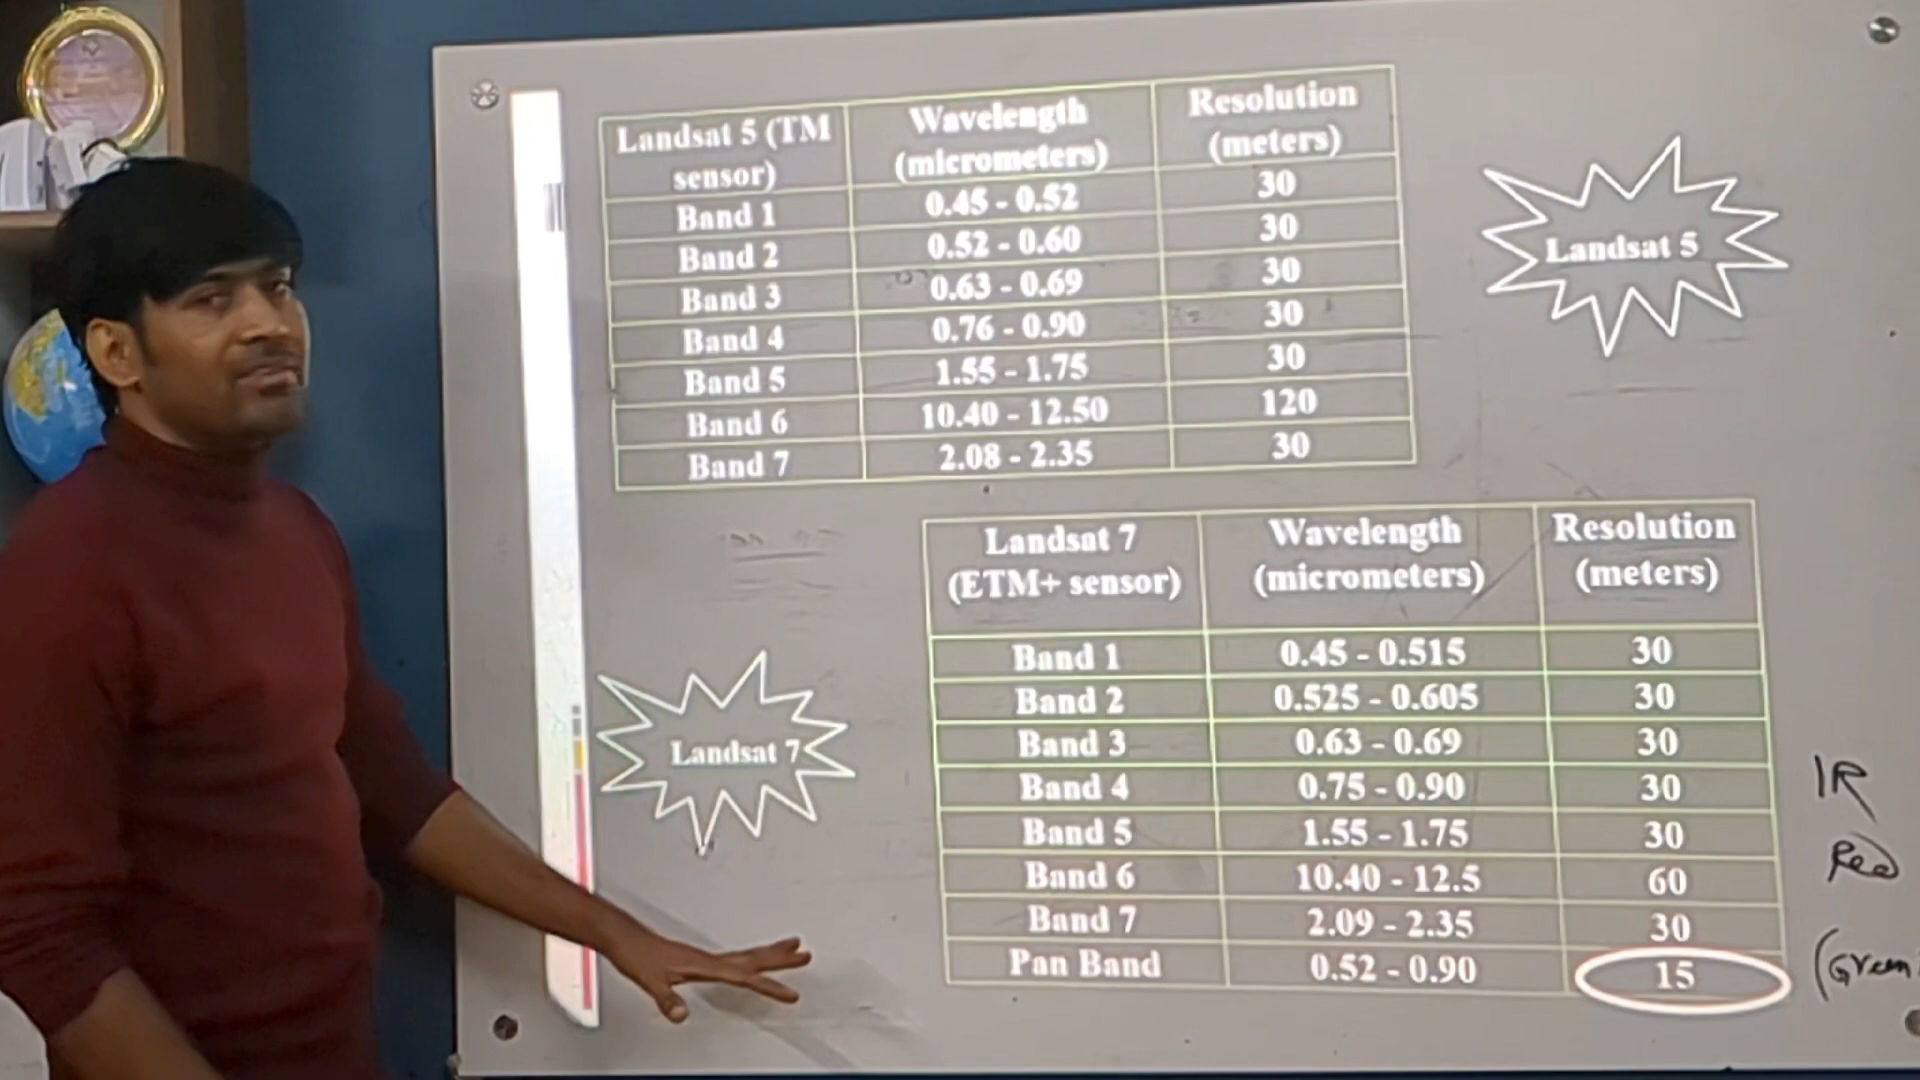 Landsat 5 (TM sensor) Wavelength (micrometers) Resolution (meters)
Band 1 0.45 - 0.52 30
Band 2 0.52 - 0.60 30
Band 3 0.63 - 0.69 30
Band 4 0.76 - 0.90 30
Band 5 1.55 - 1.75 30
Band 6 10.40 - 12.50 120
Band 7 2.08 - 2.35 30
Landsat 5
Landsat 7 (ETM+ sensor) Wavelength (micrometers) Resolution (meters)
Band 1 0.45 - 0.515 30
Band 2 0.525 - 0.605 30
Band 3 0.63 - 0.69 30
Band 4 0.75 - 0.90 30
Band 5 1.55 - 1.75 30
Band 6 10.40 - 12.5 60
Band 7 2.09 - 2.35 30
Pan Band 0.52 - 0.90 15
Landsat 7
IR
Red
(Green